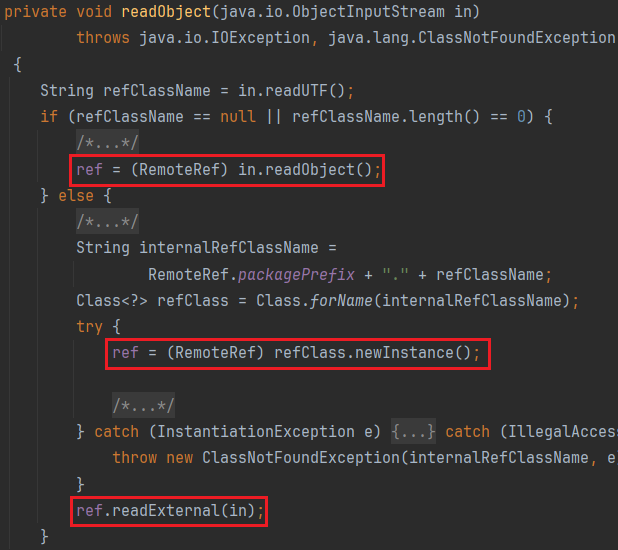 private void readObject(java.io.ObjectInputStream in)
throws java.io.IOException, java.lang.ClassNotFoundException
{
String refClassName = in.readUTF();
if (refClassName == null || refClassName.length() == 0) {
/*...*/
ref = (RemoteRef) in.readObject();
} else {
/*...*/
String internalRefClassName =
RemoteRef.packagePrefix + "." + refClassName;
Class<?> refClass = Class.forName(internalRefClassName);
try {
ref = (RemoteRef) refClass.newInstance();
/*...*/
} catch (InstantiationException e) {...} catch (IllegalAcces
throw new ClassNotFoundException(internalRefClassName, e
}
ref.readExternal(in);
}